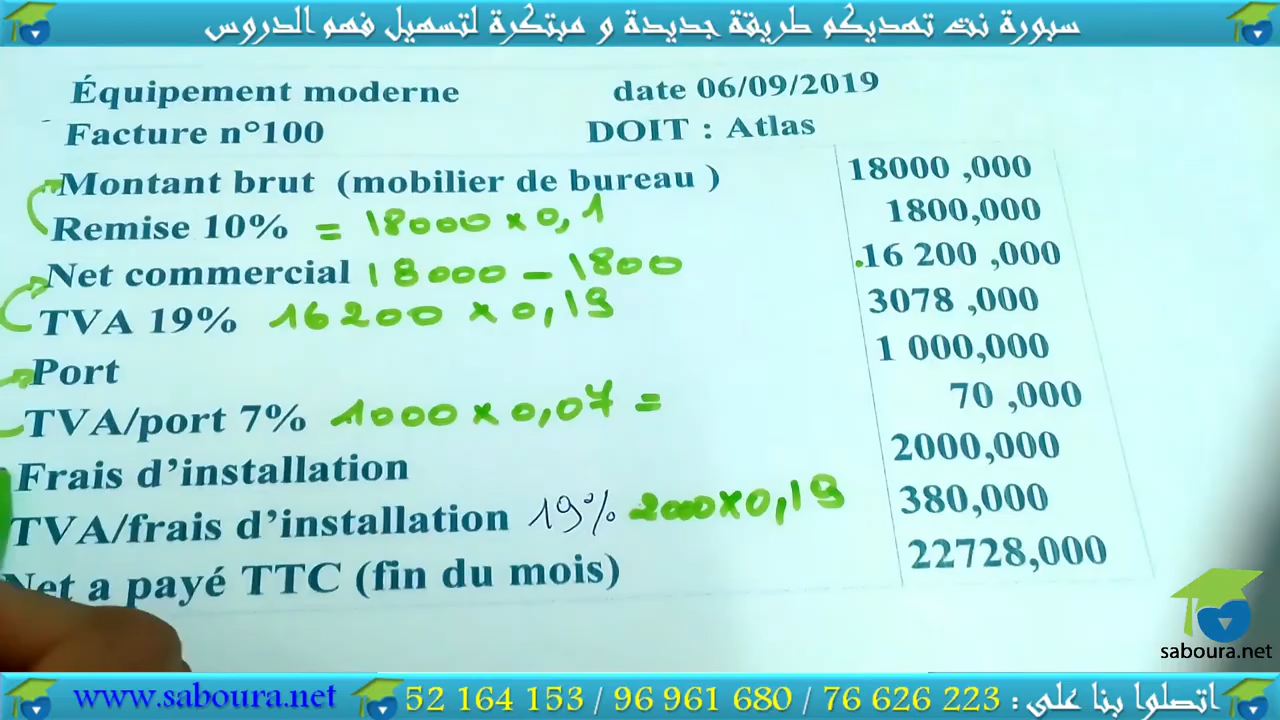 سبورة نت تهديكم طريقة جديدة و مبتكرة لتسهيل فهم الدروس
Équipement moderne date 06/09/2019
Facture n°100 DOIT : Atlas
Montant brut (mobilier de bureau ) 18000 ,000
Remise 10% = 18000 x 0,1 1800,000
Net commercial 18000 - 1800 16 200 ,000
TVA 19% 16200 x 0,19 3078 ,000
Port 1 000,000
TVA/port 7% 1000 x 0,07 = 70 ,000
Frais d'installation 2000,000
TVA/frais d'installation 19% 2000x0,19 380,000
Net a payé TTC (fin du mois) 22728,000
saboura.net
www.saboura.net 52 164 153 / 96 961 680 / 76 626 223 : اتصلوا بنا على